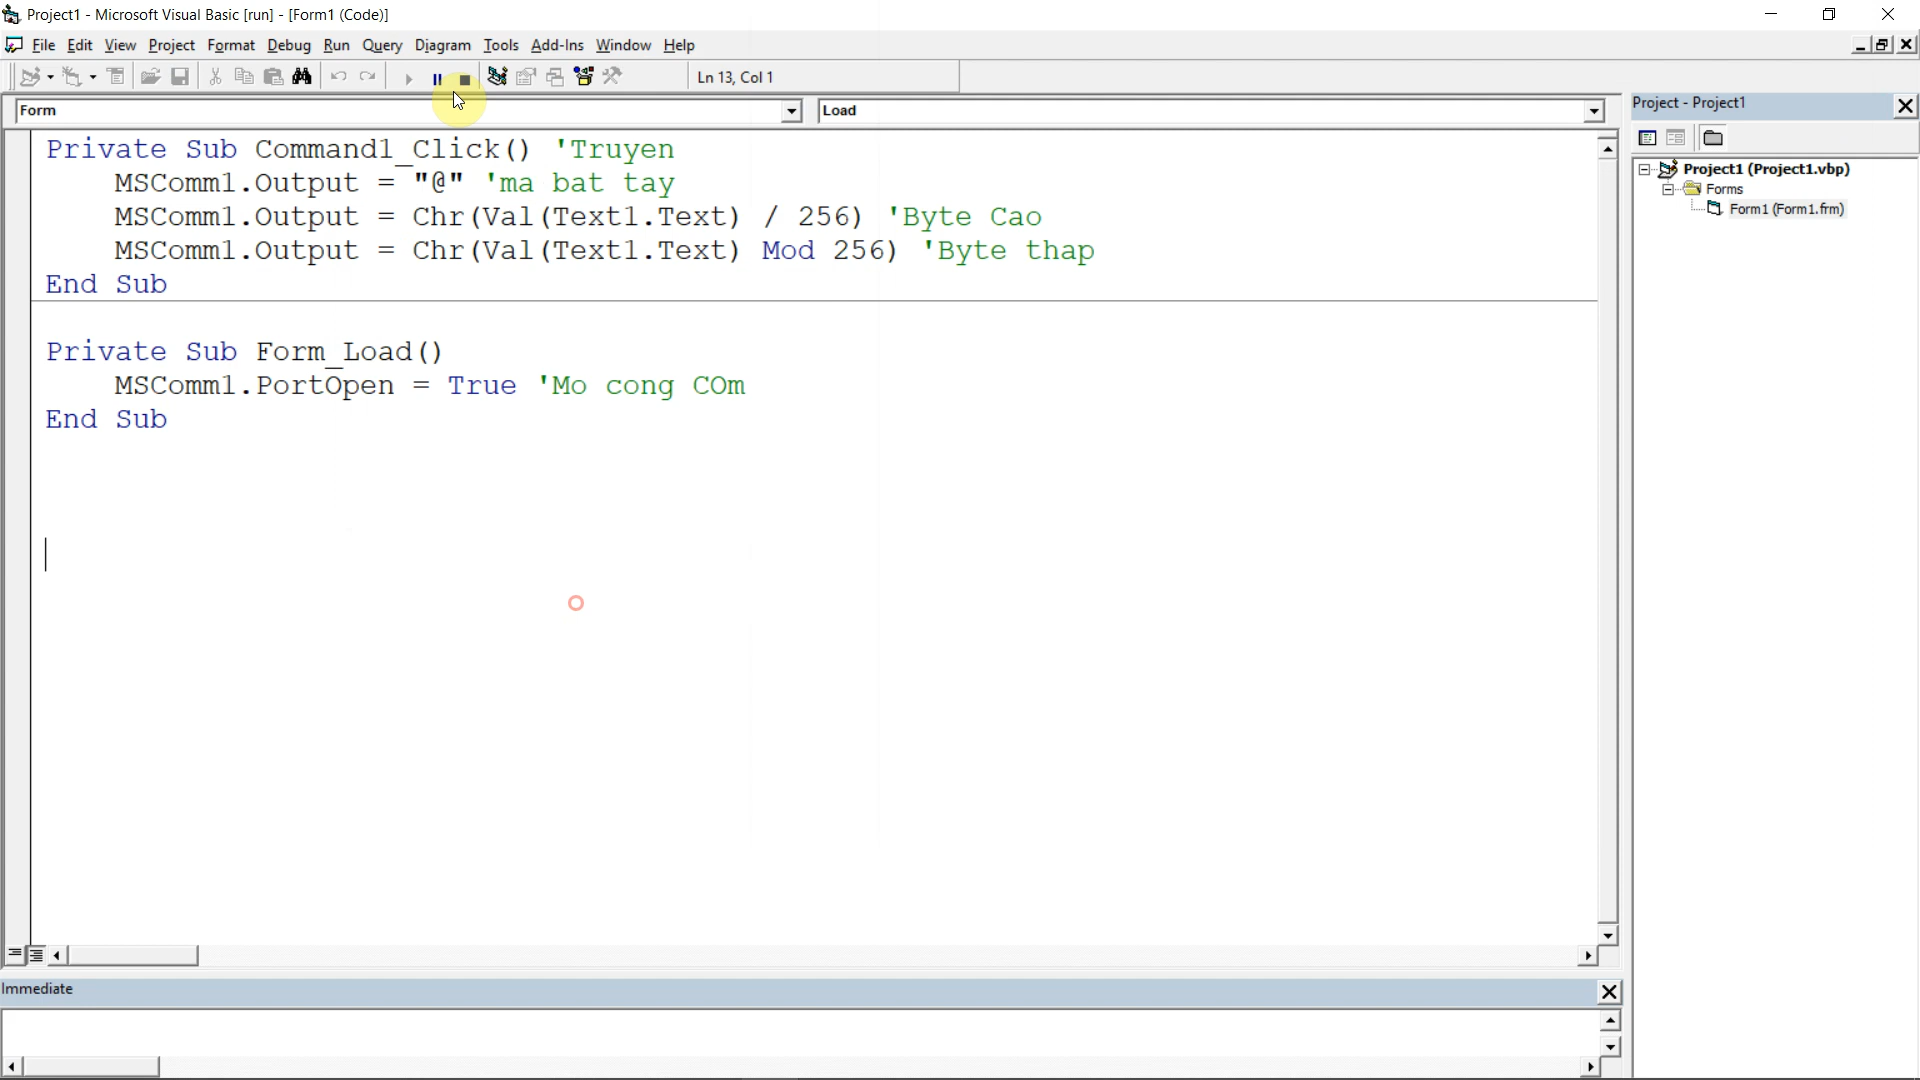 Project1 - Microsoft Visual Basic [run] - [Form1 (Code)]
File Edit View Project Format Debug Run Query Diagram Tools Add-Ins Window Help
Ln 13, Col 1
Form
Load
Private Sub Command1_Click() 'Truyen
MSComm1.Output = "@" 'ma bat tay
MSComm1.Output = Chr(Val(Text1.Text) / 256) 'Byte Cao
MSComm1.Output = Chr(Val(Text1.Text) Mod 256) 'Byte thap
End Sub
Private Sub Form_Load()
MSComm1.PortOpen = True 'Mo cong COm
End Sub
Immediate
Project - Project1
Project1 (Project1.vbp)
Forms
Form1 (Form1.frm)